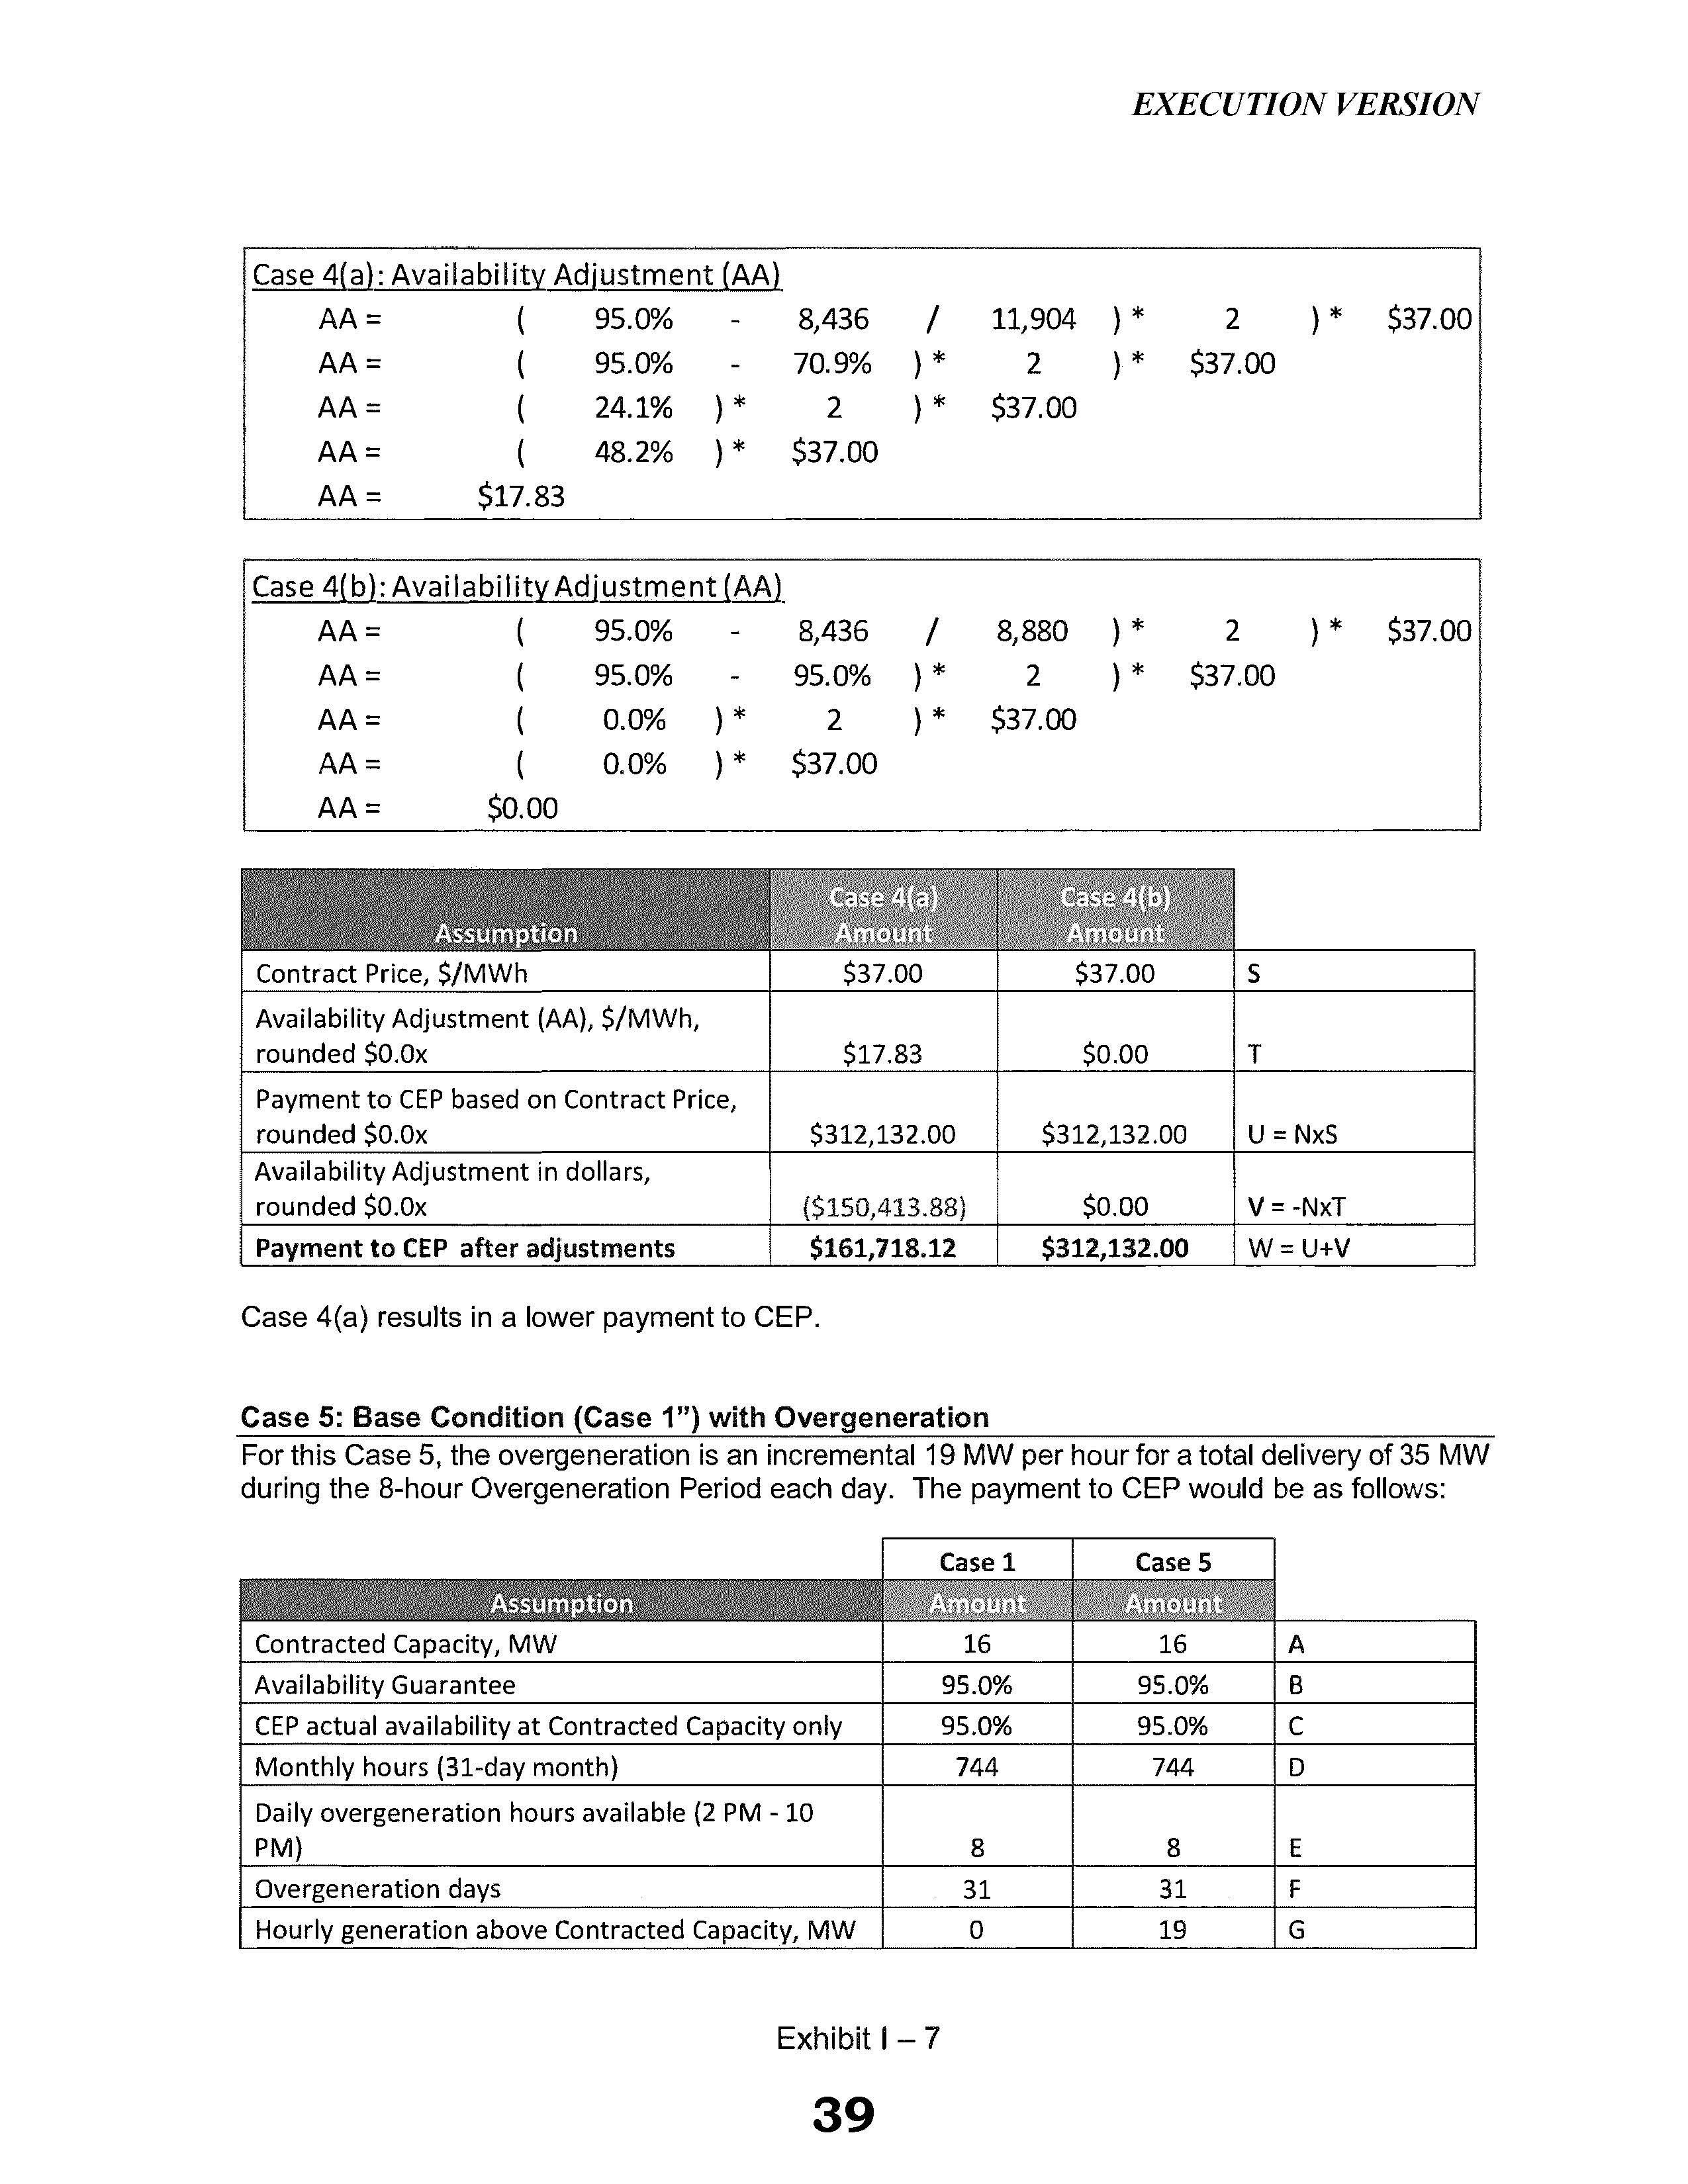 EXECUTION VERSION
Case 4(a): Availability Adjustment (AA)
AA = ( 95.0% - 8,436 / 11,904 ) * 2 ) * $37.00
AA = ( 95.0% - 70.9% ) * 2 ) * $37.00
AA = ( 24.1% ) * 2 ) * $37.00
AA = ( 48.2% ) * $37.00
AA = $17.83
Case 4(b): Availability Adjustment (AA)
AA = ( 95.0% - 8,436 / 8,880 ) * 2 ) * $37.00
AA = ( 95.0% - 95.0% ) * 2 ) * $37.00
AA = ( 0.0% ) * 2 ) * $37.00
AA = ( 0.0% ) * $37.00
AA = $0.00
Case 4(a) Case 4(b)
Assumption Amount Amount
Contract Price, $/MWh $37.00 $37.00 S
Availability Adjustment (AA), $/MWh,
rounded $0.0x $17.83 $0.00 T
Payment to CEP based on Contract Price,
rounded $0.0x $312,132.00 $312,132.00 U = NxS
Availability Adjustment in dollars,
rounded $0.0x ($150,413.88) $0.00 V = -NxT
Payment to CEP after adjustments $161,718.12 $312,132.00 W = U+V
Case 4(a) results in a lower payment to CEP.
Case 5: Base Condition (Case 1") with Overgeneration
For this Case 5, the overgeneration is an incremental 19 MW per hour for a total delivery of 35 MW
during the 8-hour Overgeneration Period each day. The payment to CEP would be as follows:
Case 1 Case 5
Assumption Amount Amount
Contracted Capacity, MW 16 16 A
Availability Guarantee 95.0% 95.0% B
CEP actual availability at Contracted Capacity only 95.0% 95.0% C
Monthly hours (31-day month) 744 744 D
Daily overgeneration hours available (2 PM - 10
PM) 8 8 E
Overgeneration days 31 31 F
Hourly generation above Contracted Capacity, MW 0 19 G
Exhibit I – 7
39